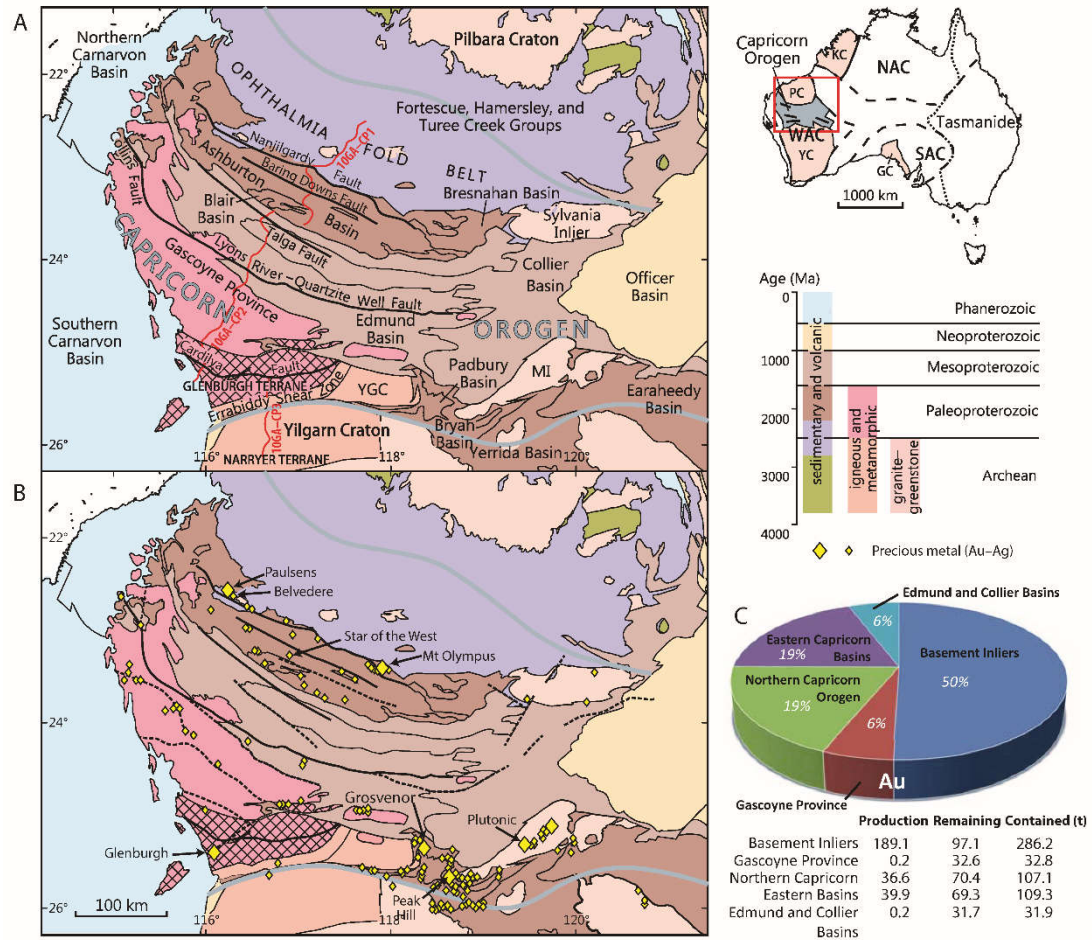 A
Northern
Carnarvon
Basin
22°
24°
26°
Pilbara Craton
OPHTHALMIA
FOLD
BELT
Fortescue, Hamersley, and
Turee Creek Groups
Nanjilgardy
Fault
10GA–CP1
Baring Downs Fault
Ashburton
Basin
Collins Fault
Blair
Basin
Talga Fault
Bresnahan Basin
Sylvania
Inlier
Collier
Basin
Officer
Basin
CAPRICORN
OROGEN
Gascoyne Province
Lyons River–Quartzite Well Fault
10GA–CP2
Edmund
Basin
Southern
Carnarvon
Basin
Cardilya
Fault
GLENBURGH TERRANE
Errabiddy Shear Zone
YGC
Padbury
Basin
MI
Earaheedy
Basin
Bryah
Basin
Yerrida Basin
10GA–CP3
Yilgarn Craton
NARRYER TERRANE
116°
118°
120°
B
22°
24°
26°
Paulsens
Belvedere
Star of the West
Mt Olympus
Grosvenor
Plutonic
Glenburgh
Peak
Hill
100 km
116°
118°
120°
Capricorn
Orogen
KC
NAC
PC
WAC
YC
GC
SAC
Tasmanides
1000 km
Age (Ma)
0
1000
2000
3000
4000
sedimentary and volcanic
igneous and
metamorphic
granite–
greenstone
Phanerozoic
Neoproterozoic
Mesoproterozoic
Paleoproterozoic
Archean
Precious metal (Au–Ag)
C
Edmund and Collier Basins
6%
Eastern Capricorn
Basins
19%
Basement Inliers
50%
Northern Capricorn
Orogen
19%
6%
Au
Gascoyne Province
Production Remaining Contained (t)
Basement Inliers 189.1 97.1 286.2
Gascoyne Province 0.2 32.6 32.8
Northern Capricorn 36.6 70.4 107.1
Eastern Basins 39.9 69.3 109.3
Edmund and Collier 0.2 31.7 31.9
Basins